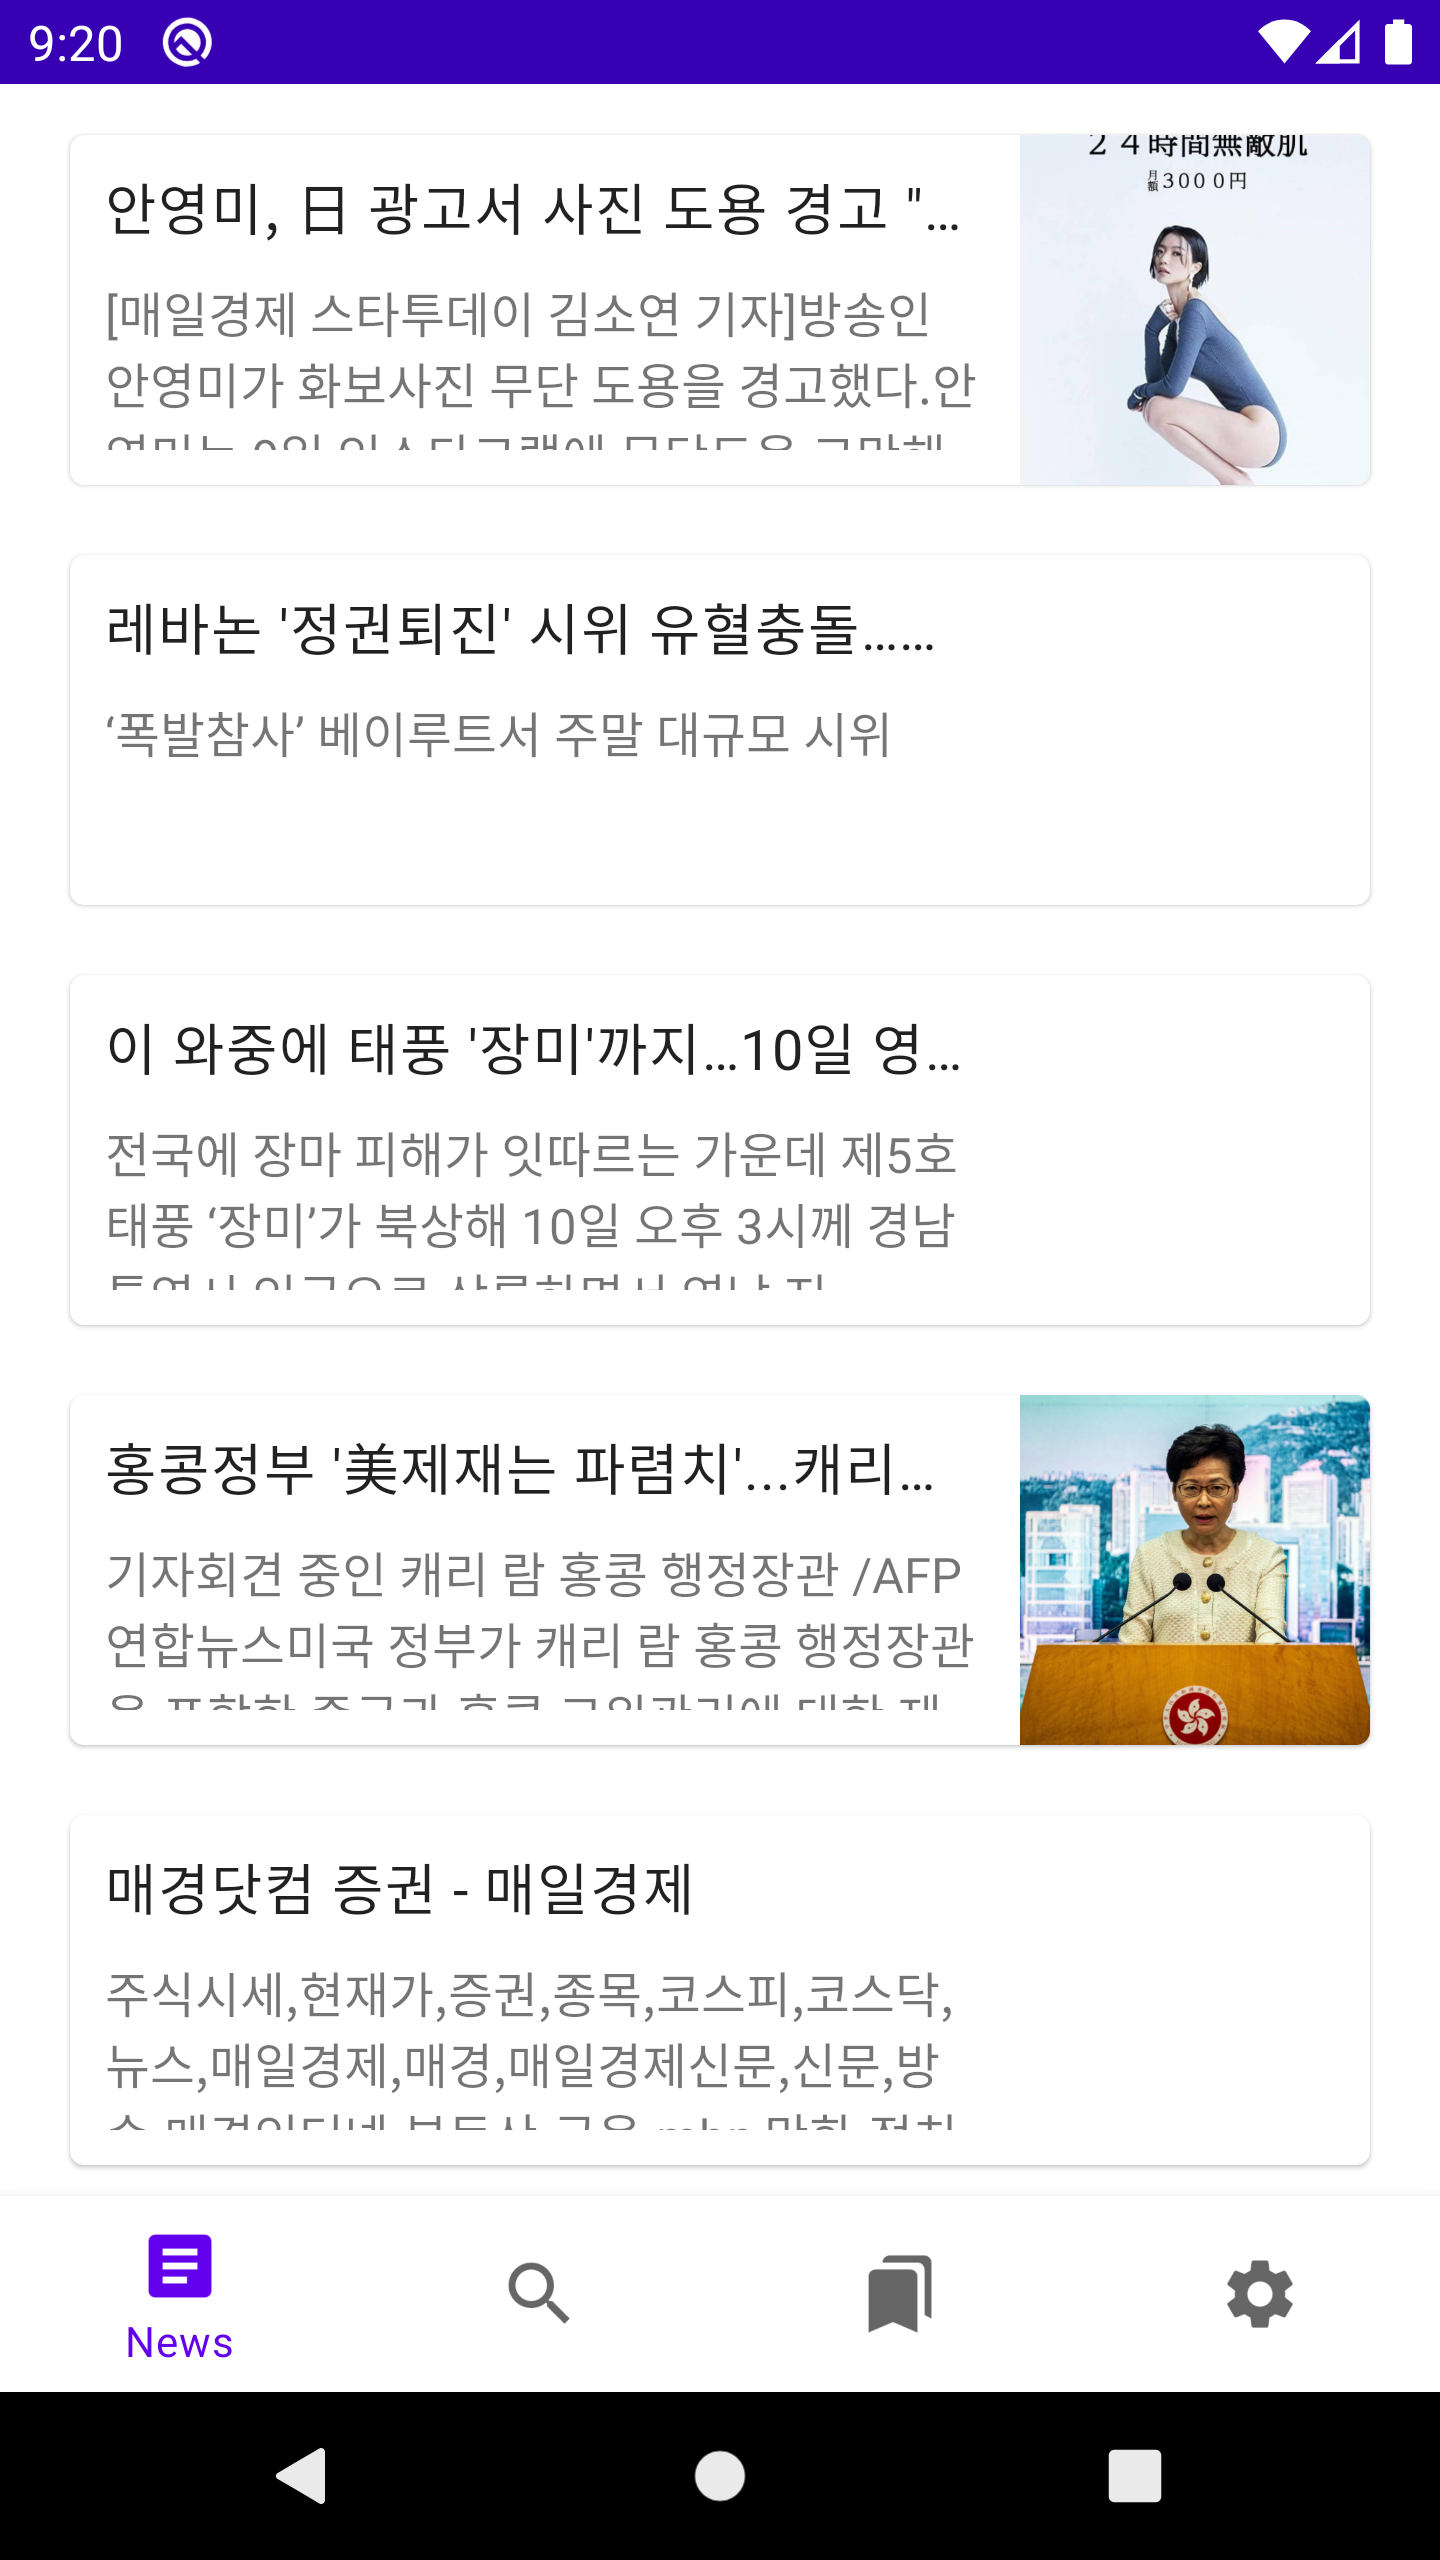 9:20
안영미, 日 광고서 사진 도용 경고 "...
[매일경제 스타투데이 김소연 기자]방송인
안영미가 화보사진 무단 도용을 경고했다.안
２４時間無敵肌
月額3000円
레바논 '정권퇴진' 시위 유혈충돌……
‘폭발참사’ 베이루트서 주말 대규모 시위
이 와중에 태풍 '장미'까지…10일 영…
전국에 장마 피해가 잇따르는 가운데 제5호
태풍 ‘장미’가 북상해 10일 오후 3시께 경남
홍콩정부 '美제재는 파렴치'...캐리…
기자회견 중인 캐리 람 홍콩 행정장관 /AFP
연합뉴스미국 정부가 캐리 람 홍콩 행정장관
매경닷컴 증권 - 매일경제
주식시세,현재가,증권,종목,코스피,코스닥,
뉴스,매일경제,매경,매일경제신문,신문,방
News